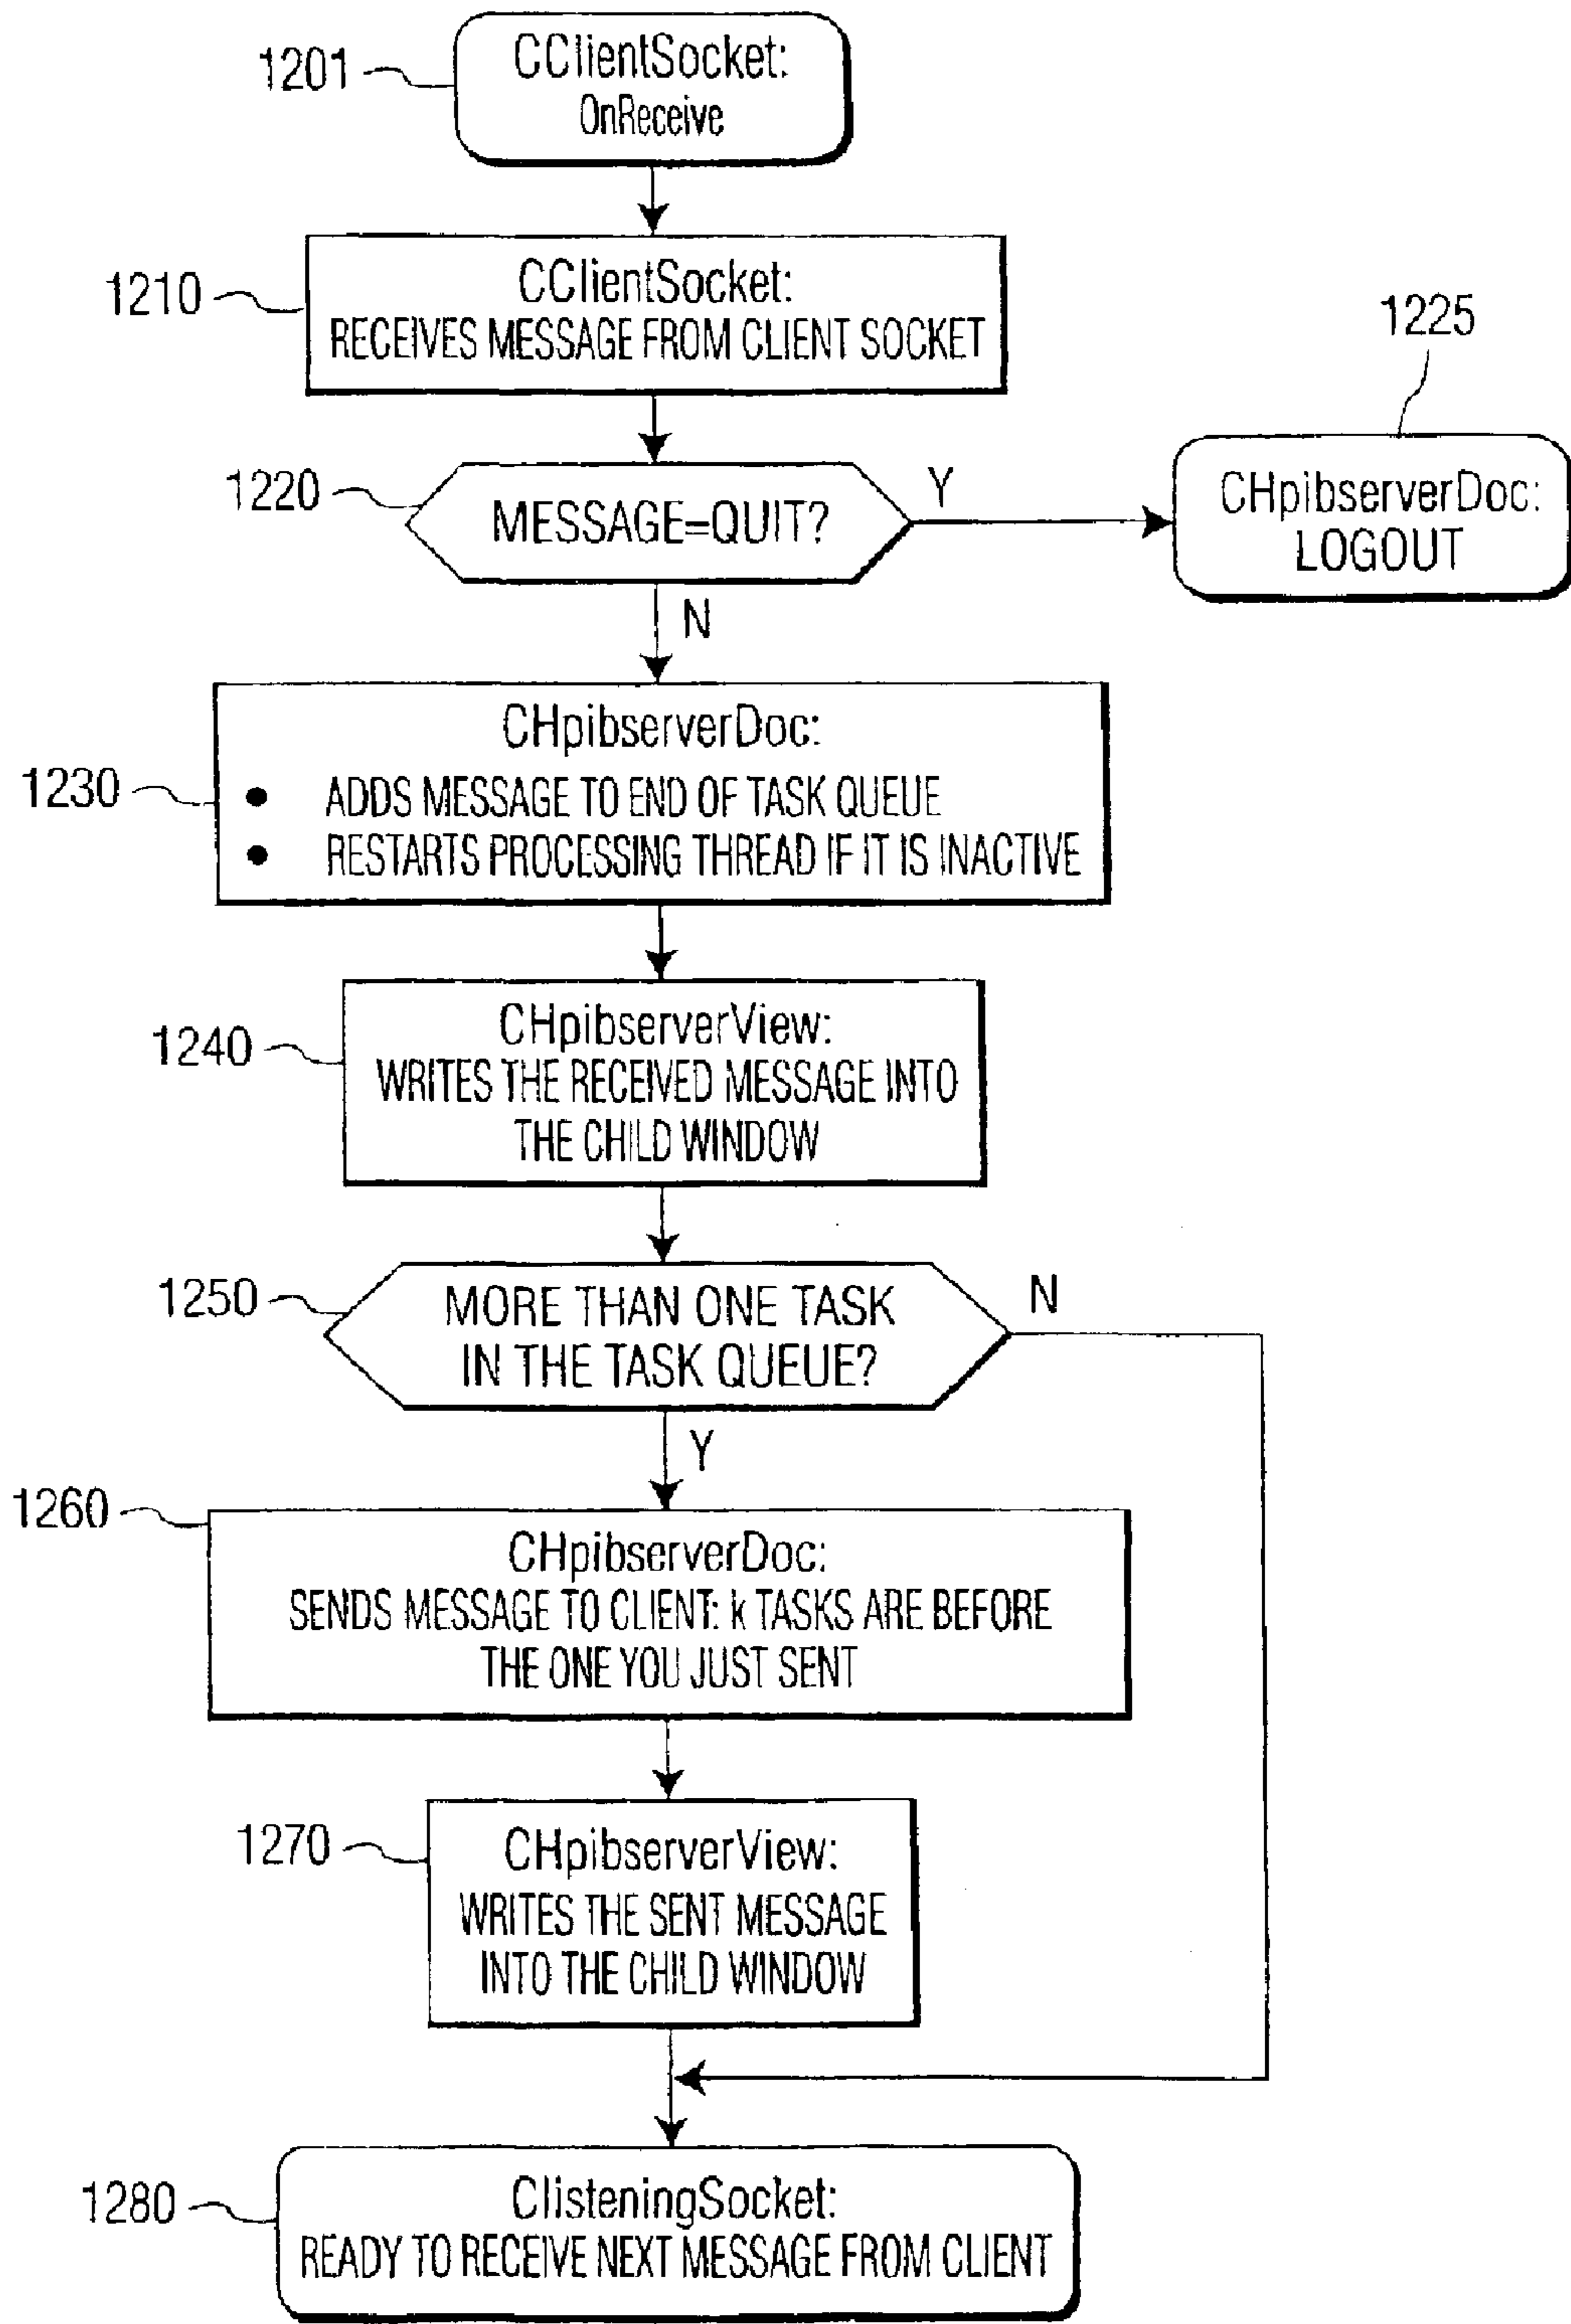 1201
CClientSocket:
OnReceive
1210
CClientSocket:
RECEIVES MESSAGE FROM CLIENT SOCKET
1225
1220
MESSAGE=QUIT?
Y
CHpibserverDoc:
LOGOUT
N
1230
CHpibserverDoc:
• ADDS MESSAGE TO END OF TASK QUEUE
• RESTARTS PROCESSING THREAD IF IT IS INACTIVE
1240
CHpibserverView:
WRITES THE RECEIVED MESSAGE INTO
THE CHILD WINDOW
1250
MORE THAN ONE TASK
IN THE TASK QUEUE?
N
Y
1260
CHpibserverDoc:
SENDS MESSAGE TO CLIENT: k TASKS ARE BEFORE
THE ONE YOU JUST SENT
1270
CHpibserverView:
WRITES THE SENT MESSAGE
INTO THE CHILD WINDOW
1280
ClisteningSocket:
READY TO RECEIVE NEXT MESSAGE FROM CLIENT